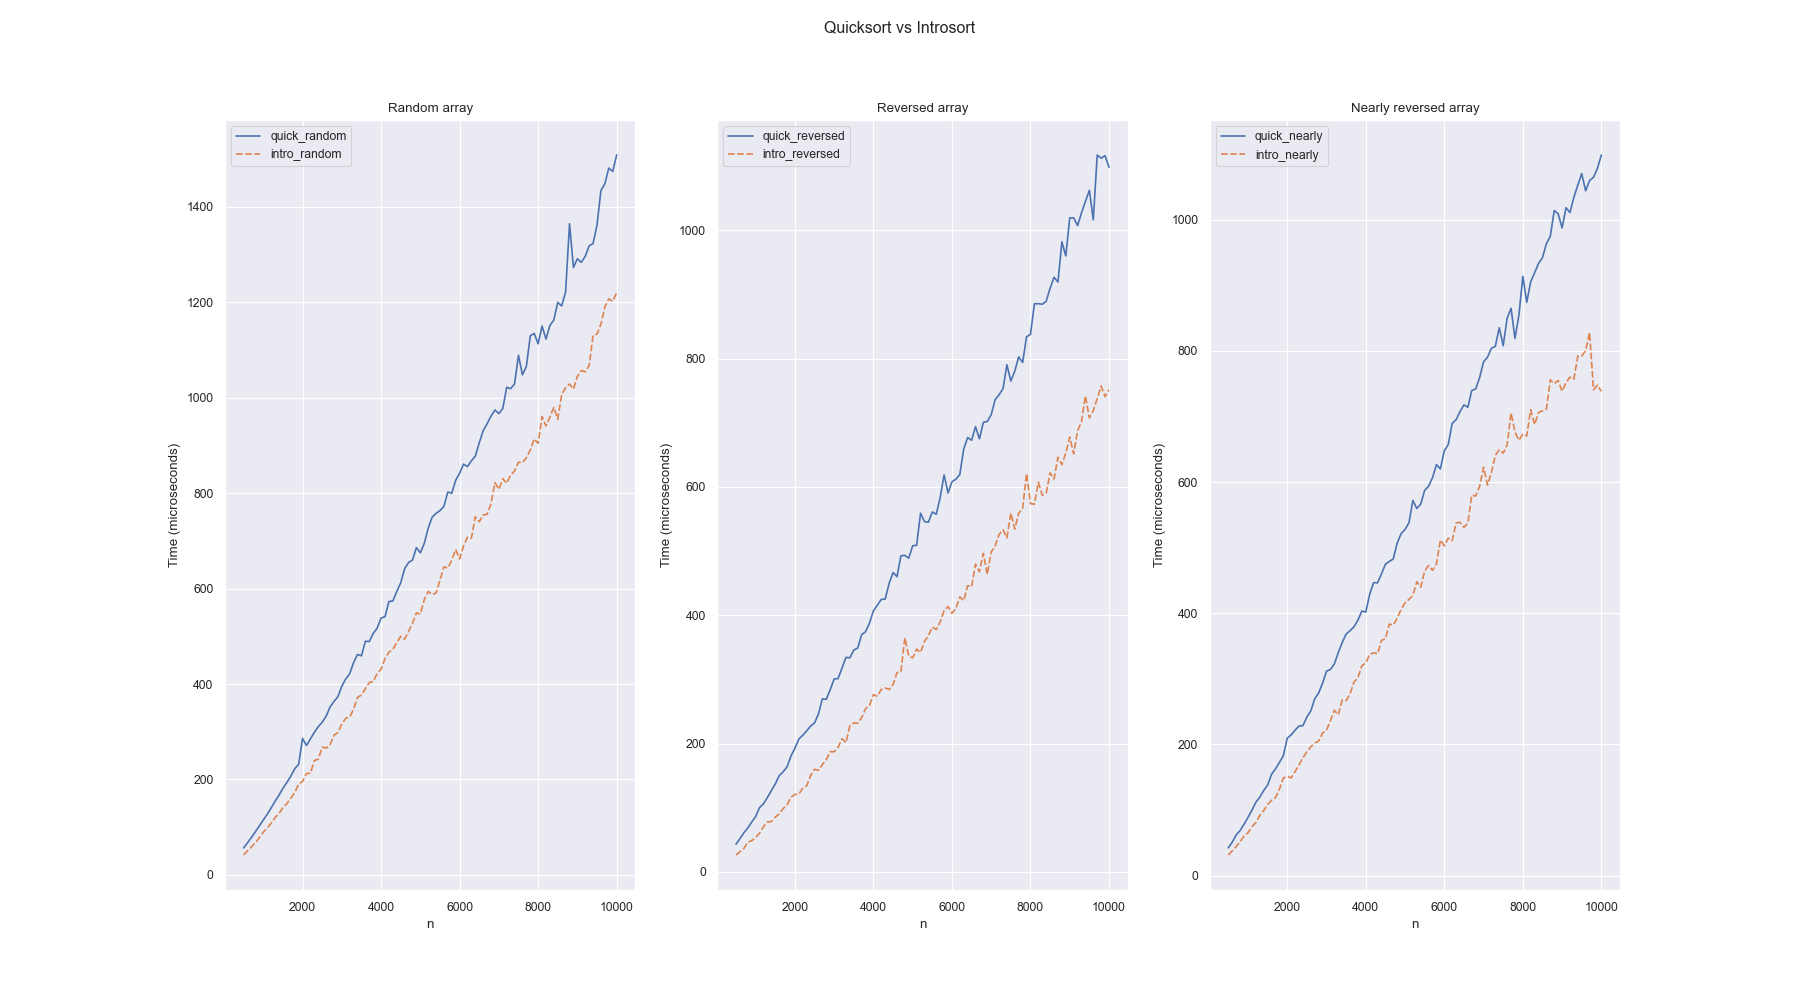 Quicksort vs Introsort
Random array
quick_random
intro_random
1400
1200
1000
800
600
400
200
0
Time (microseconds)
2000 4000 6000 8000 10000
n
Reversed array
quick_reversed
intro_reversed
1000
800
600
400
200
0
Time (microseconds)
2000 4000 6000 8000 10000
n
Nearly reversed array
quick_nearly
intro_nearly
1000
800
600
400
200
0
Time (microseconds)
2000 4000 6000 8000 10000
n